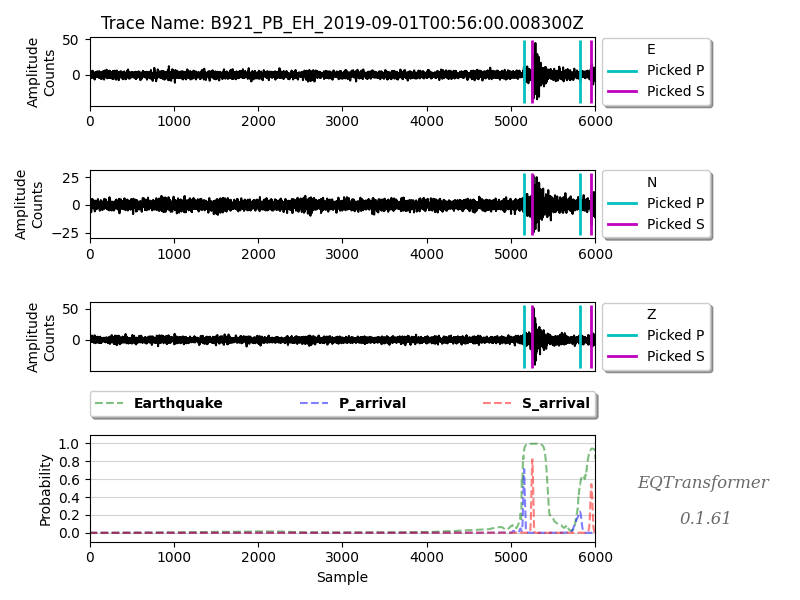 Trace Name: B921_PB_EH_2019-09-01T00:56:00.008300Z
Amplitude
Counts
50
0
0 1000 2000 3000 4000 5000 6000
E
Picked P
Picked S
Amplitude
Counts
25
0
−25
0 1000 2000 3000 4000 5000 6000
N
Picked P
Picked S
Amplitude
Counts
50
0
Z
Picked P
Picked S
Earthquake P_arrival S_arrival
Probability
1.0
0.8
0.6
0.4
0.2
0.0
0 1000 2000 3000 4000 5000 6000
Sample
EQTransformer
0.1.61